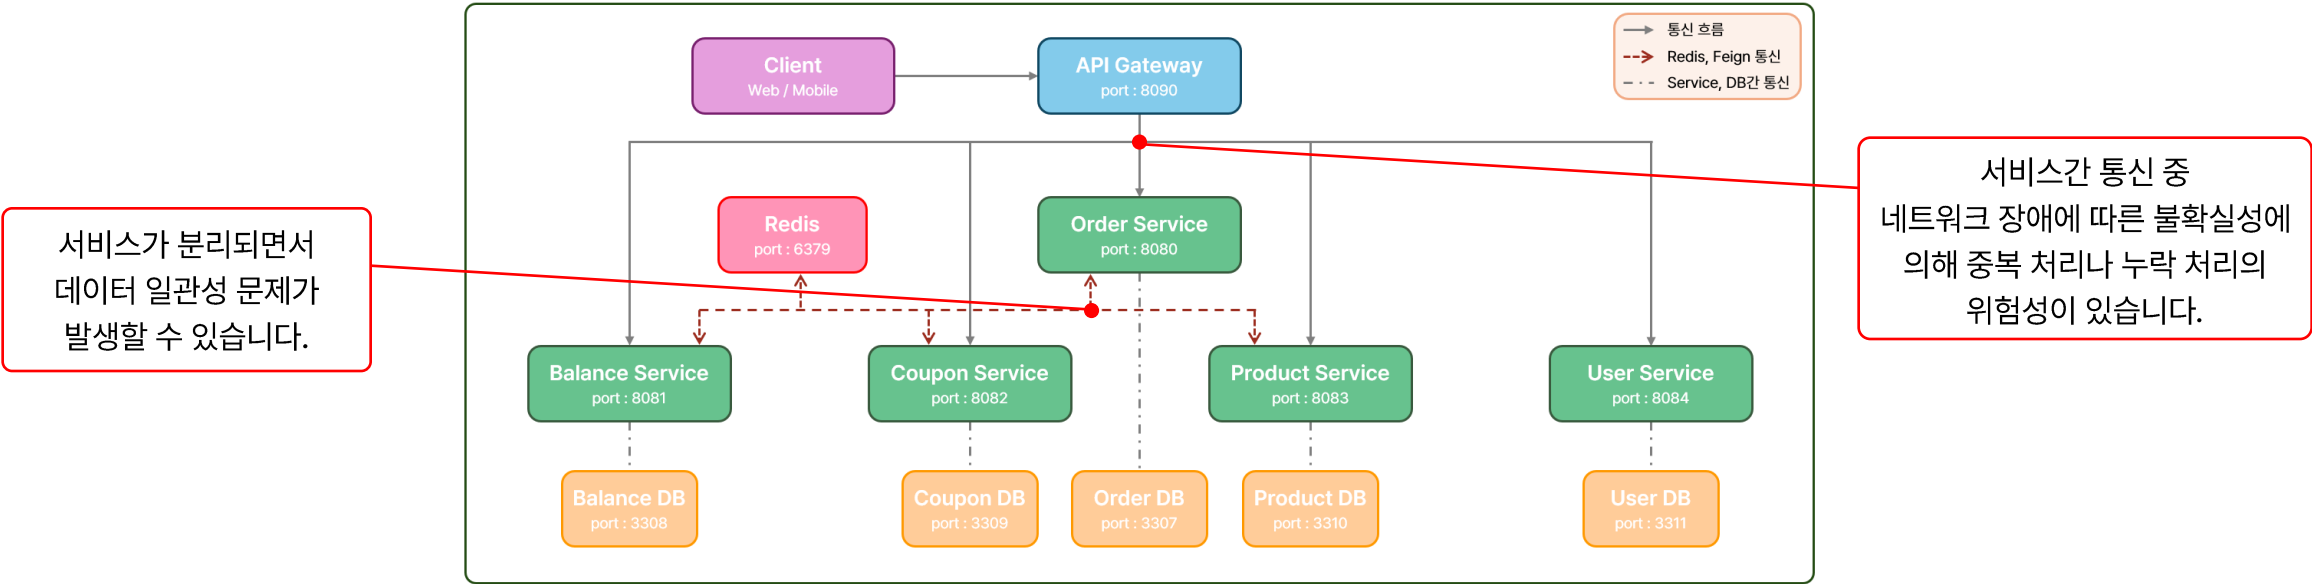 Client
Web / Mobile
API Gateway
port : 8090
통신 흐름
Redis, Feign 통신
Service, DB간 통신
서비스가 분리되면서
데이터 일관성 문제가
발생할 수 있습니다.
Redis
port : 6379
Order Service
port : 8080
서비스간 통신 중
네트워크 장애에 따른 불확실성에
의해 중복 처리나 누락 처리의
위험성이 있습니다.
Balance Service
port : 8081
Coupon Service
port : 8082
Product Service
port : 8083
User Service
port : 8084
Balance DB
port : 3308
Coupon DB
port : 3309
Order DB
port : 3307
Product DB
port : 3310
User DB
port : 3311